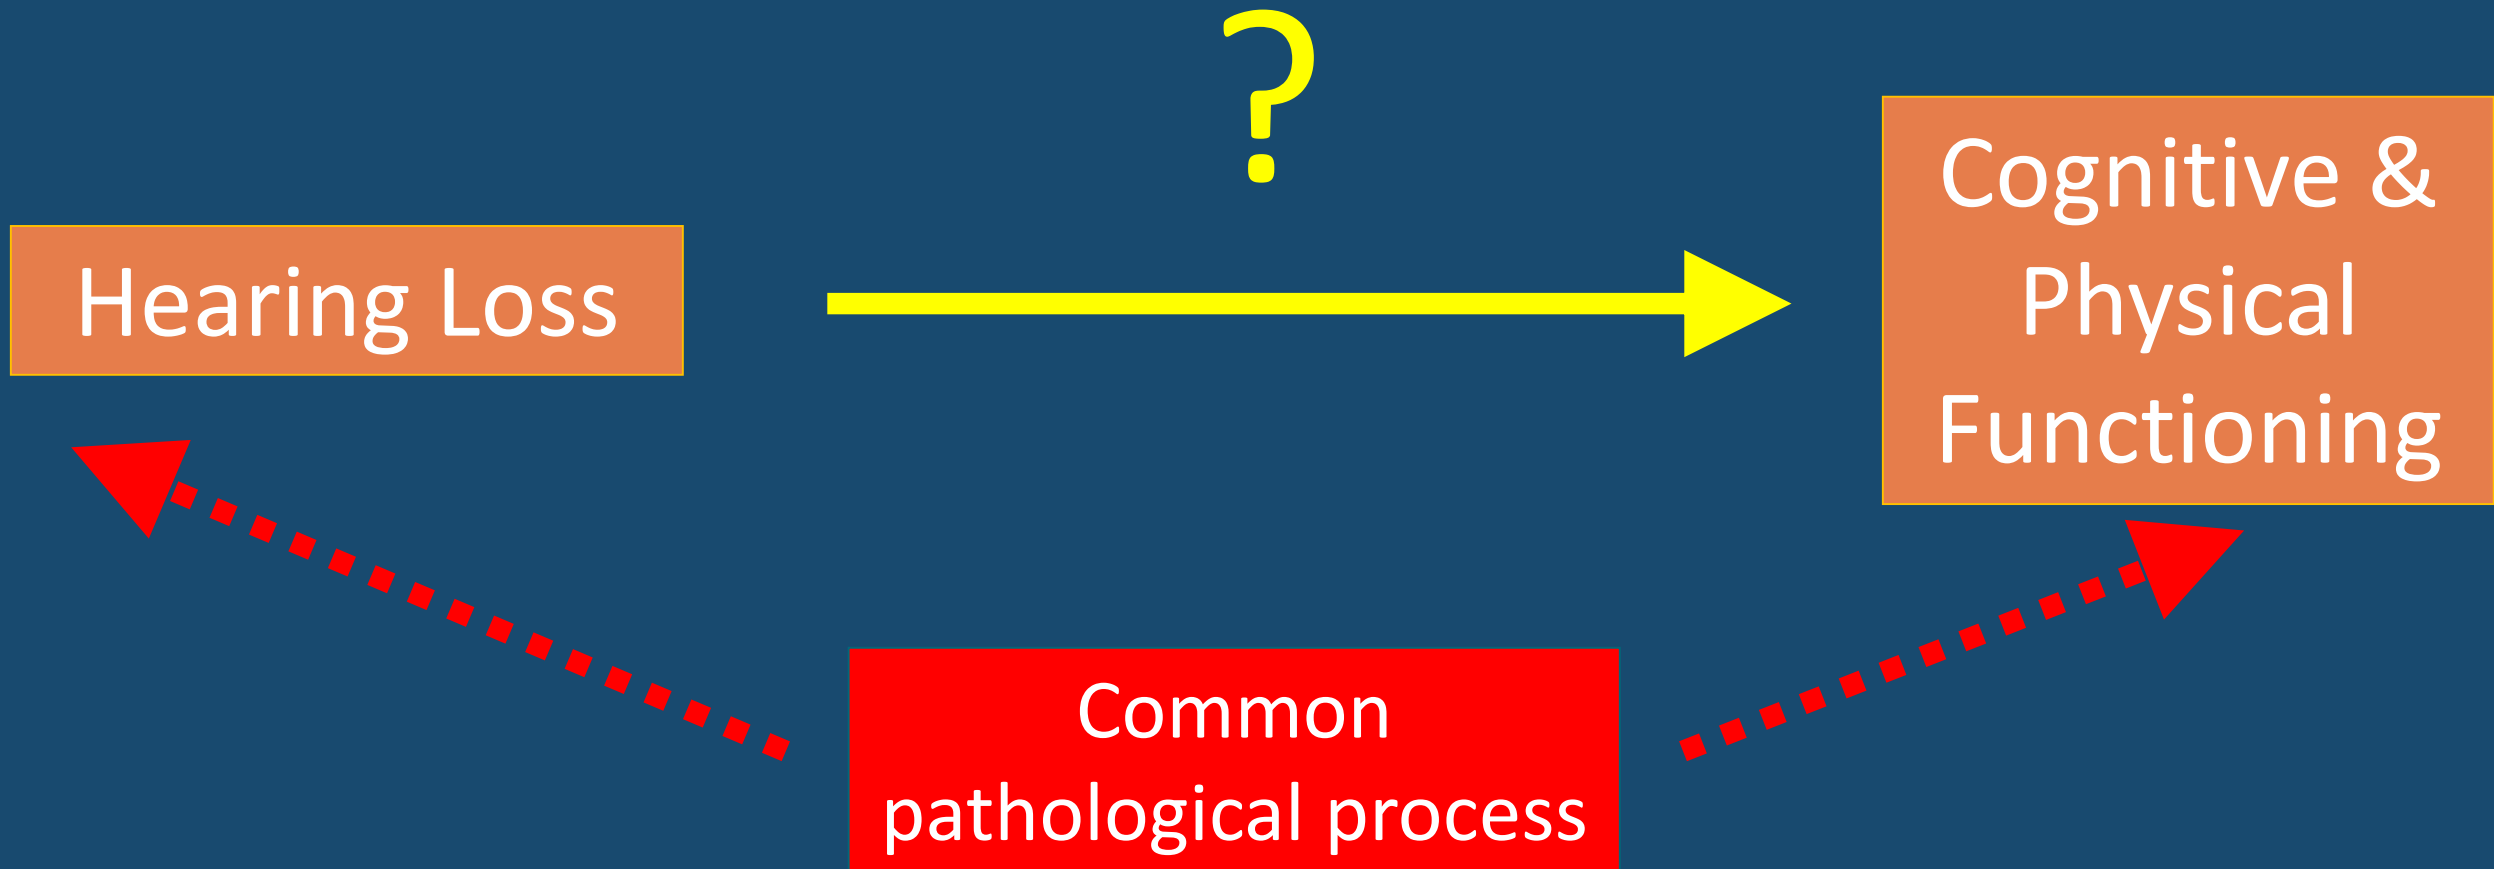 ?
Hearing Loss
Cognitive &
Physical
Functioning
Common
pathological process